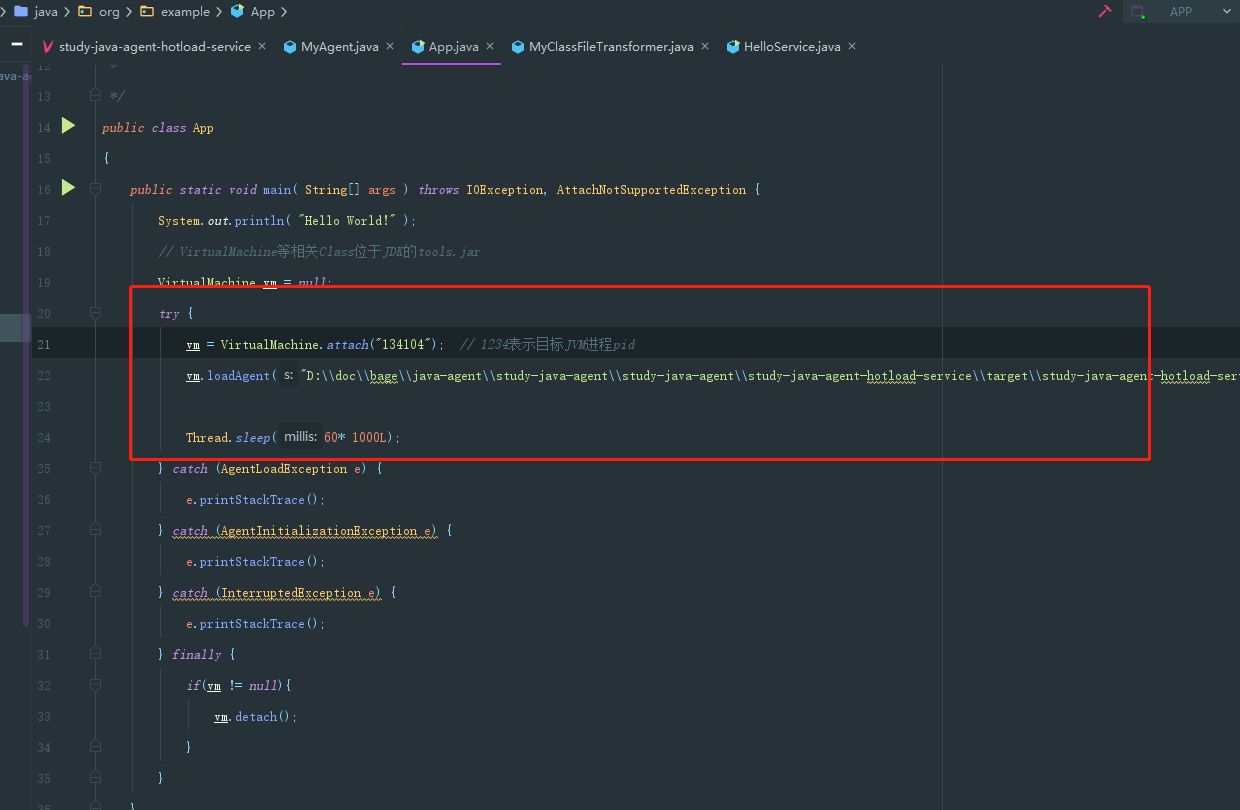 java org example App APP
study-java-agent-hotload-service MyAgent.java App.java MyClassFileTransformer.java HelloService.java
12 *
13 */
14 public class App
15 {
16 public static void main( String[] args ) throws IOException, AttachNotSupportedException {
17 System.out.println( "Hello World!" );
18 // VirtualMachine等相关Class位于JDK的tools.jar
19 VirtualMachine vm = null;
20 try {
21 vm = VirtualMachine.attach("134104"); // 1234表示目标JVM进程pid
22 vm.loadAgent( s: "D:\\doc\\bage\\java-agent\\study-java-agent\\study-java-agent\\study-java-agent-hotload-service\\target\\study-java-agent-hotload-ser
23
24 Thread.sleep( millis: 60* 1000L);
25 } catch (AgentLoadException e) {
26 e.printStackTrace();
27 } catch (AgentInitializationException e) {
28 e.printStackTrace();
29 } catch (InterruptedException e) {
30 e.printStackTrace();
31 } finally {
32 if(vm != null){
33 vm.detach();
34 }
35 }
36 }